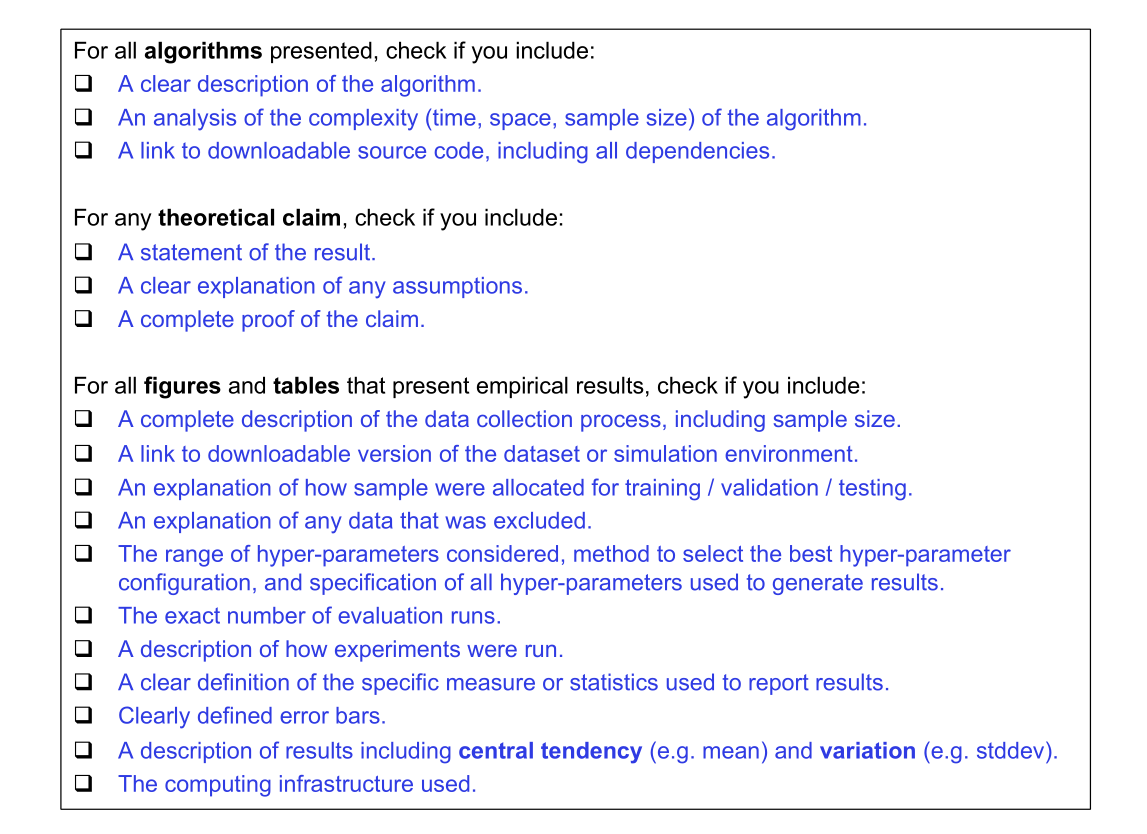 For all algorithms presented, check if you include:
❑ A clear description of the algorithm.
❑ An analysis of the complexity (time, space, sample size) of the algorithm.
❑ A link to downloadable source code, including all dependencies.
For any theoretical claim, check if you include:
❑ A statement of the result.
❑ A clear explanation of any assumptions.
❑ A complete proof of the claim.
For all figures and tables that present empirical results, check if you include:
❑ A complete description of the data collection process, including sample size.
❑ A link to downloadable version of the dataset or simulation environment.
❑ An explanation of how sample were allocated for training / validation / testing.
❑ An explanation of any data that was excluded.
❑ The range of hyper-parameters considered, method to select the best hyper-parameter
configuration, and specification of all hyper-parameters used to generate results.
❑ The exact number of evaluation runs.
❑ A description of how experiments were run.
❑ A clear definition of the specific measure or statistics used to report results.
❑ Clearly defined error bars.
❑ A description of results including central tendency (e.g. mean) and variation (e.g. stddev).
❑ The computing infrastructure used.